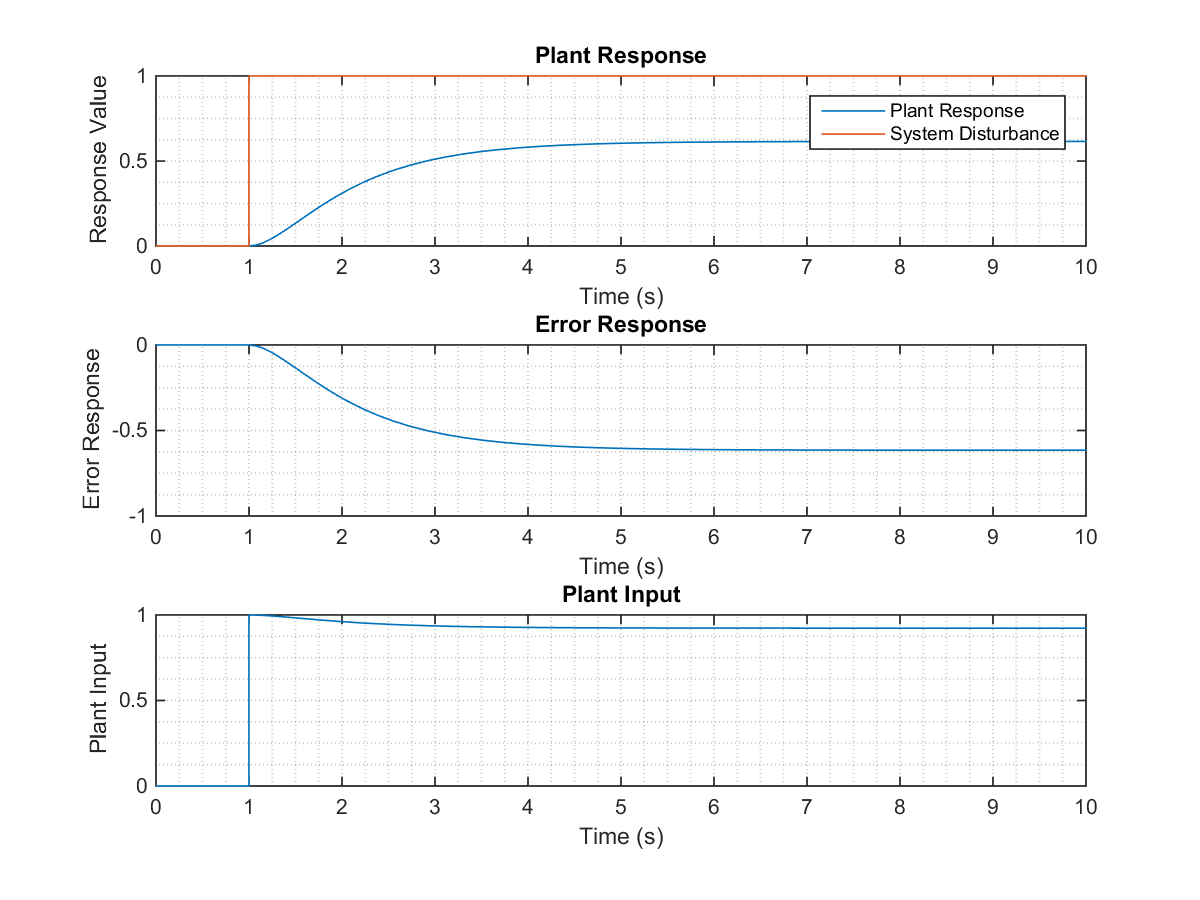 Plant Response
Response Value
1
0.5
0
Plant Response
System Disturbance
0 1 2 3 4 5 6 7 8 9 10
Time (s)
Error Response
Error Response
0
-0.5
-1
0 1 2 3 4 5 6 7 8 9 10
Time (s)
Plant Input
Plant Input
1
0.5
0
0 1 2 3 4 5 6 7 8 9 10
Time (s)